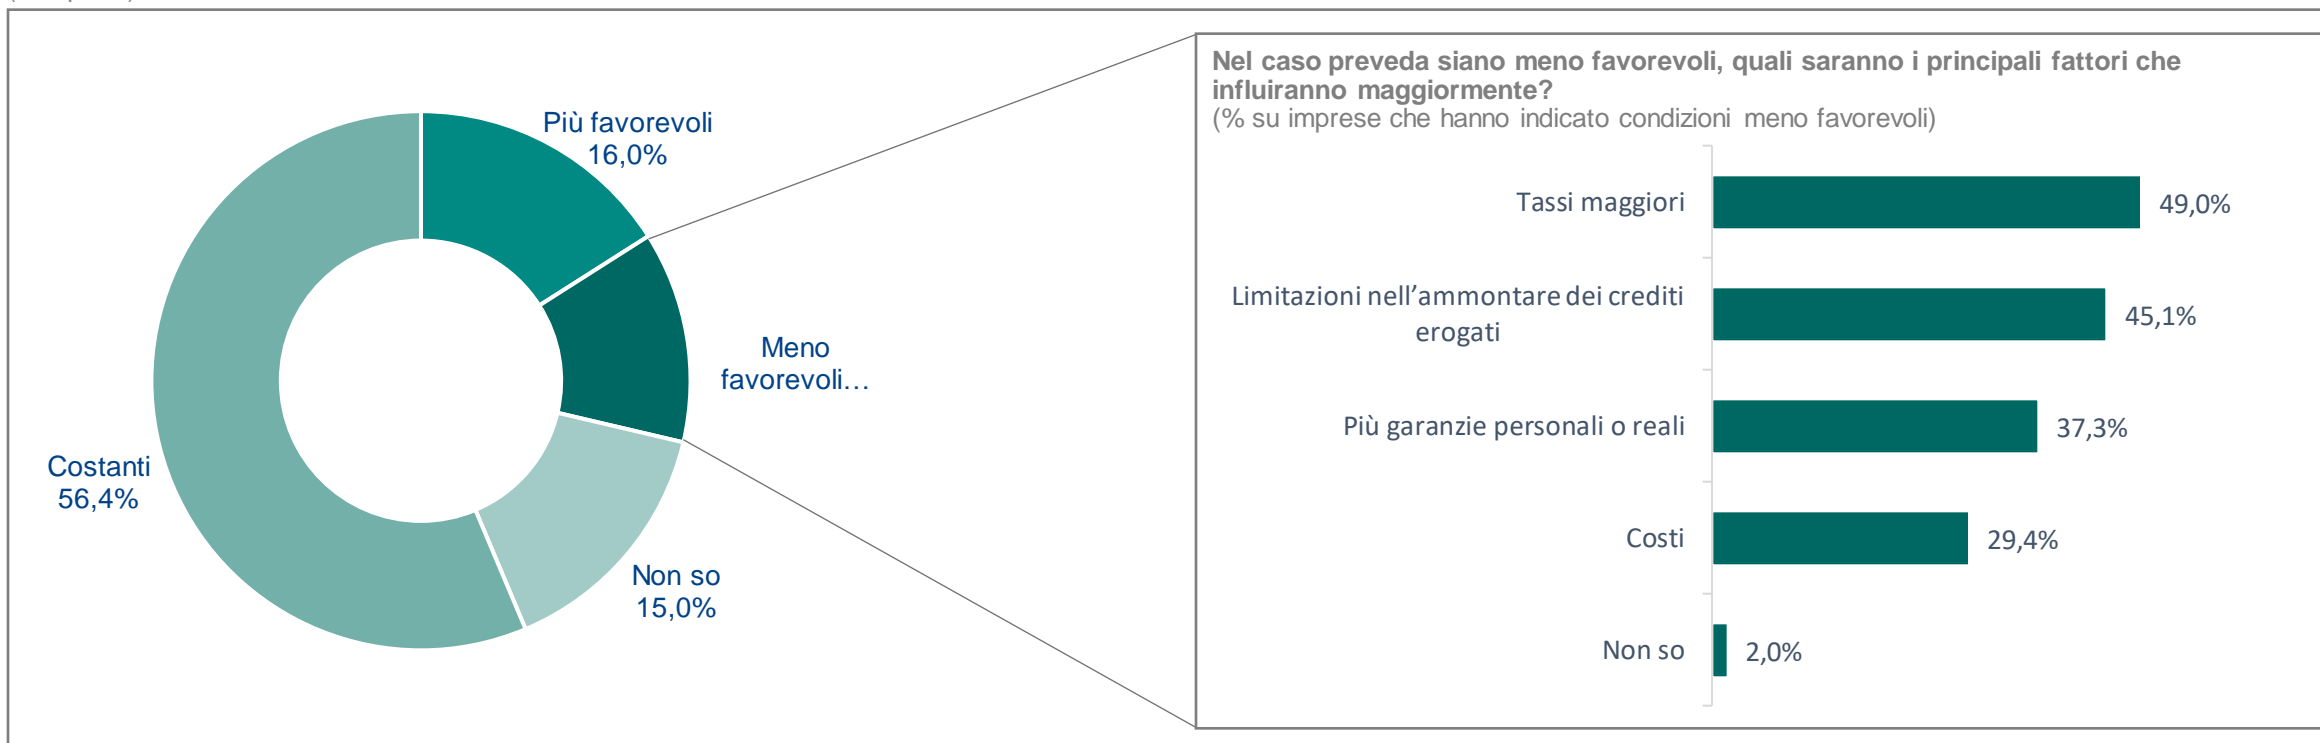 Più favorevoli
16,0%
Meno
favorevoli…
Non so
15,0%
Costanti
56,4%
Nel caso preveda siano meno favorevoli, quali saranno i principali fattori che
influiranno maggiormente?
(% su imprese che hanno indicato condizioni meno favorevoli)
Tassi maggiori
49,0%
Limitazioni nell’ammontare dei crediti
erogati
45,1%
Più garanzie personali o reali
37,3%
Costi
29,4%
Non so
2,0%